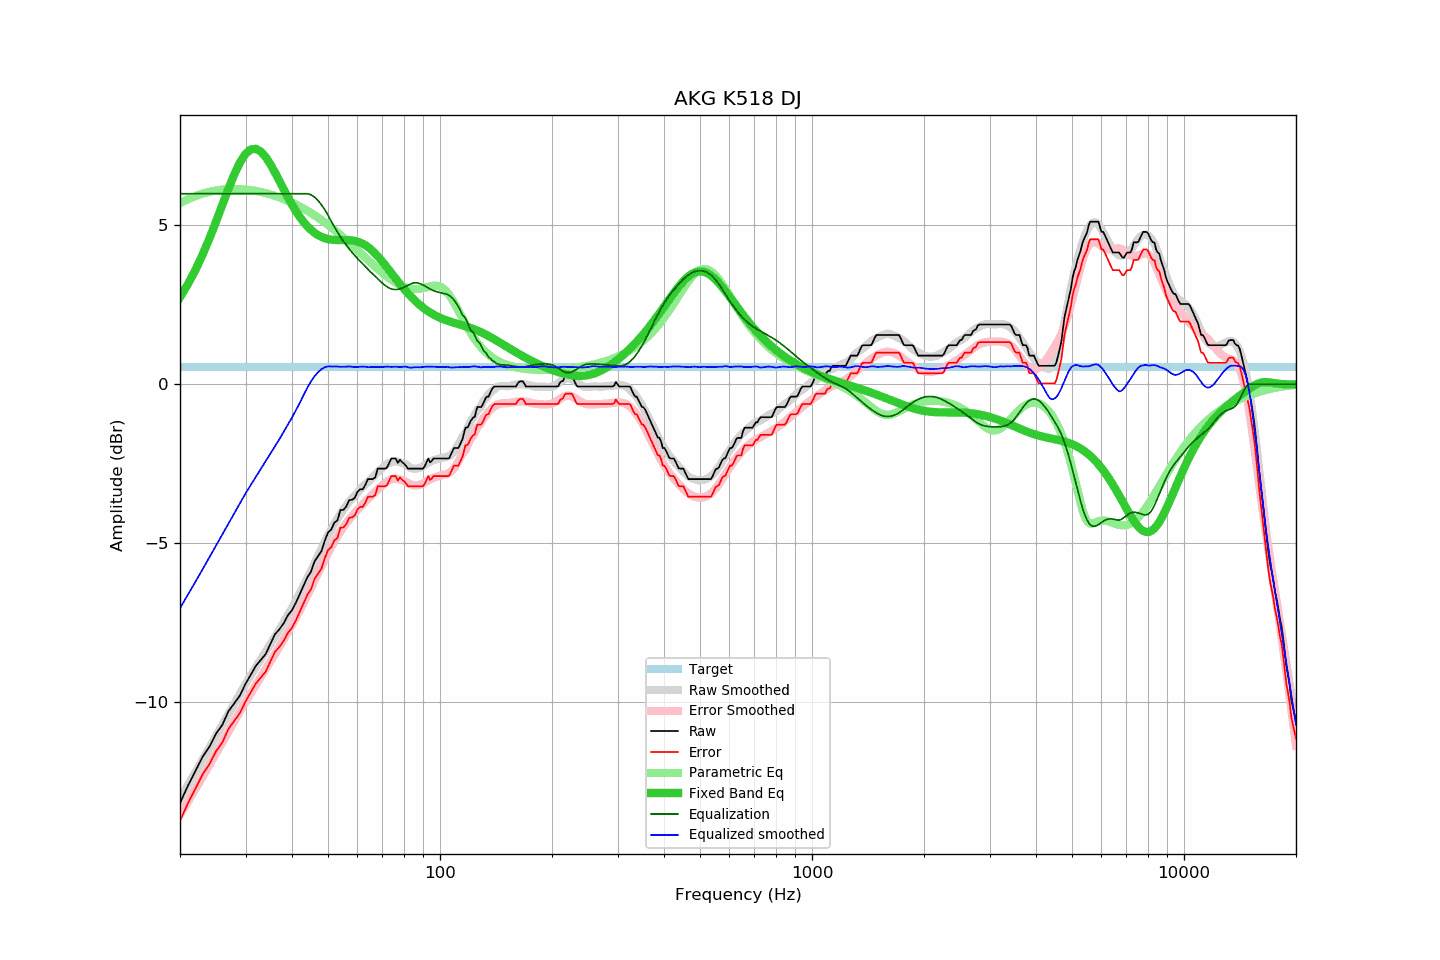 AKG K518 DJ
Amplitude (dBr)
5
0
−5
−10
Target
Raw Smoothed
Error Smoothed
Raw
Error
Parametric Eq
Fixed Band Eq
Equalization
Equalized smoothed
100
1000
10000
Frequency (Hz)